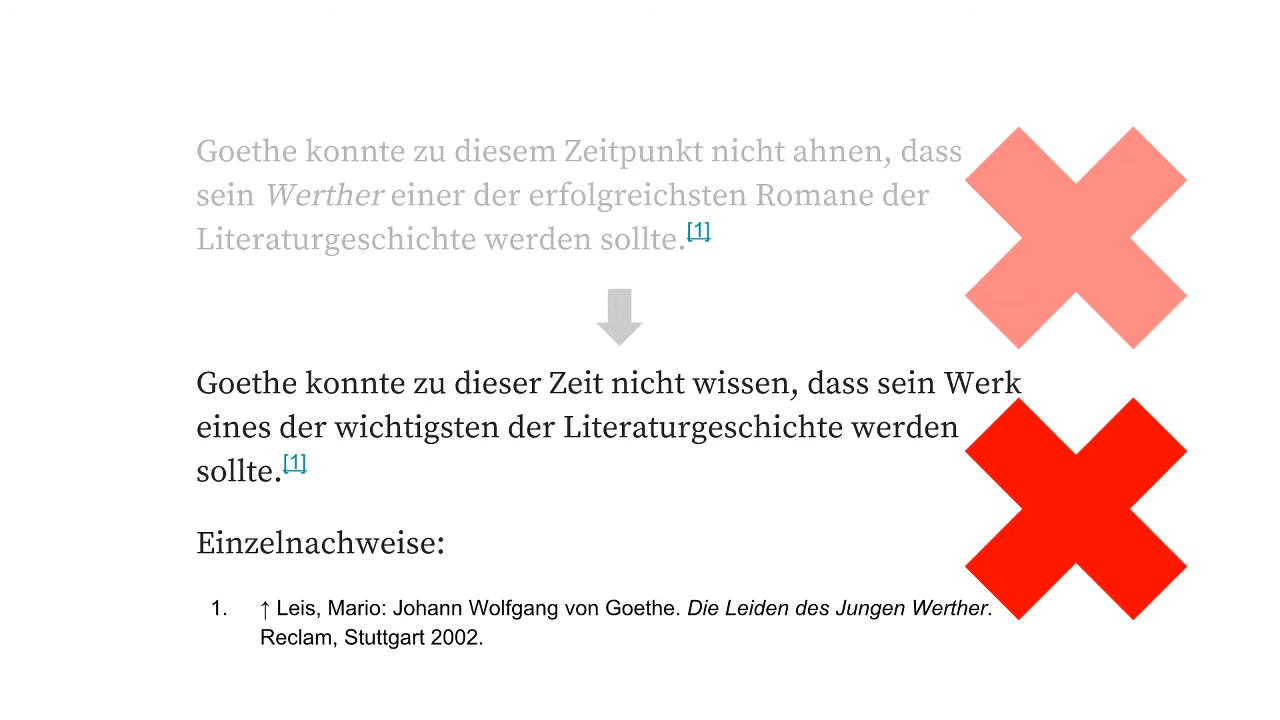 Goethe konnte zu diesem Zeitpunkt nicht ahnen, dass
sein Werther einer der erfolgreichsten Romane der
Literaturgeschichte werden sollte.[1]
Goethe konnte zu dieser Zeit nicht wissen, dass sein Werk
eines der wichtigsten der Literaturgeschichte werden
sollte.[1]
Einzelnachweise:
1. ↑ Leis, Mario: Johann Wolfgang von Goethe. Die Leiden des Jungen Werther.
Reclam, Stuttgart 2002.